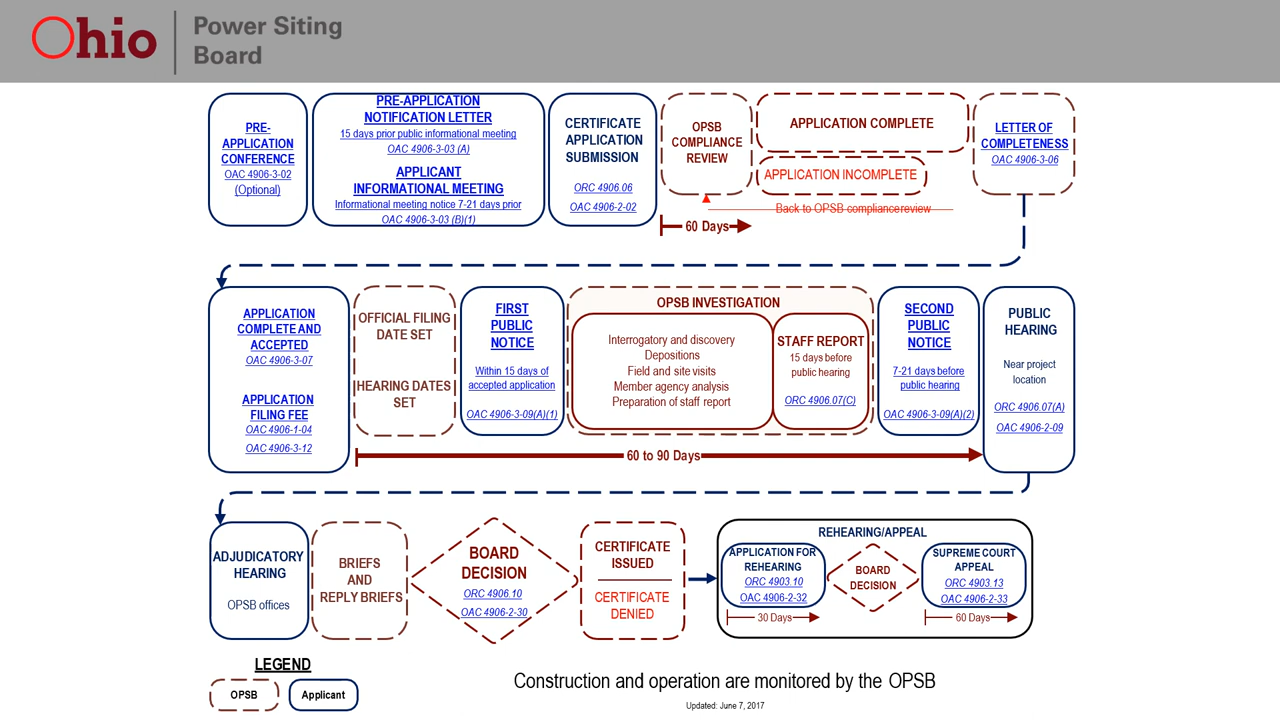 Ohio
Power Siting
Board
PRE-
APPLICATION
CONFERENCE
OAC 4906-3-02
(Optional)
PRE-APPLICATION
NOTIFICATION LETTER
15 days prior public informational meeting
OAC 4906-3-03 (A)
APPLICANT
INFORMATIONAL MEETING
Informational meeting notice 7-21 days prior
OAC 4906-3-03 (B)(1)
CERTIFICATE
APPLICATION
SUBMISSION
ORC 4906.06
OAC 4906-2-02
OPSB
COMPLIANCE
REVIEW
APPLICATION COMPLETE
APPLICATION INCOMPLETE
Back to OPSB compliance review
60 Days
LETTER OF
COMPLETENESS
OAC 4906-3-06
APPLICATION
COMPLETE AND
ACCEPTED
OAC 4906-3-07
APPLICATION
FILING FEE
OAC 4906-1-04
OAC 4906-3-12
OFFICIAL FILING
DATE SET
HEARING DATES
SET
FIRST
PUBLIC
NOTICE
Within 15 days of
accepted application
OAC 4906-3-09(A)(1)
OPSB INVESTIGATION
Interrogatory and discovery
Depositions
Field and site visits
Member agency analysis
Preparation of staff report
STAFF REPORT
15 days before
public hearing
ORC 4906.07(C)
SECOND
PUBLIC
NOTICE
7-21 days before
public hearing
OAC 4906-3-09(A)(2)
PUBLIC
HEARING
Near project
location
ORC 4906.07(A)
OAC 4906-2-09
60 to 90 Days
ADJUDICATORY
HEARING
OPSB offices
BRIEFS
AND
REPLY BRIEFS
BOARD
DECISION
ORC 4906.10
OAC 4906-2-30
CERTIFICATE
ISSUED
CERTIFICATE
DENIED
REHEARING/APPEAL
APPLICATION FOR
REHEARING
ORC 4903.10
OAC 4906-2-32
30 Days
BOARD
DECISION
SUPREME COURT
APPEAL
ORC 4903.13
OAC 4906-2-33
60 Days
LEGEND
OPSB
Applicant
Construction and operation are monitored by the OPSB
Updated: June 7, 2017